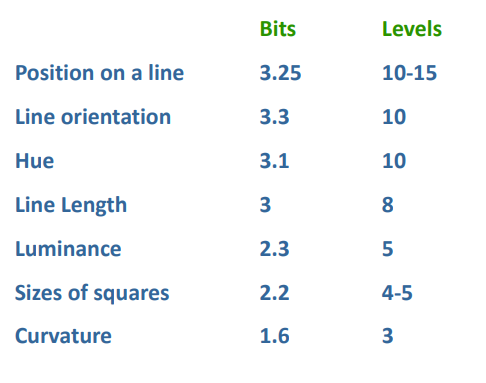 Bits Levels
Position on a line 3.25 10-15
Line orientation 3.3 10
Hue 3.1 10
Line Length 3 8
Luminance 2.3 5
Sizes of squares 2.2 4-5
Curvature 1.6 3